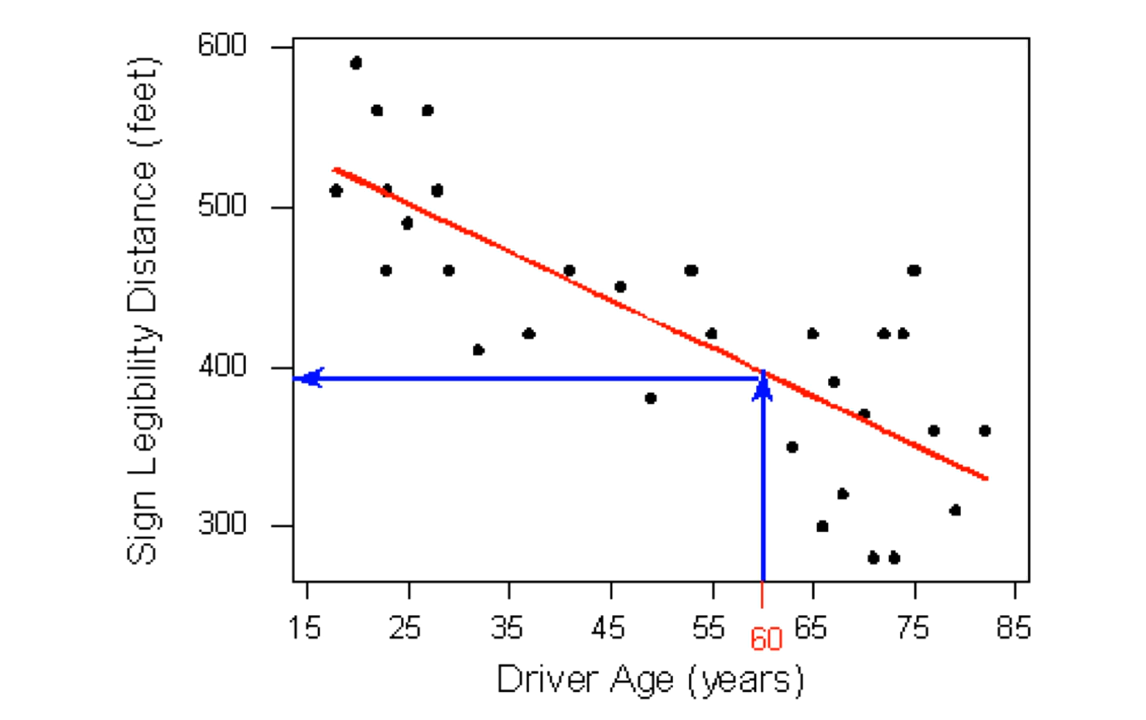 Sign Legibility Distance (feet)
600
500
400
300
15 25 35 45 55 60 65 75 85
Driver Age (years)